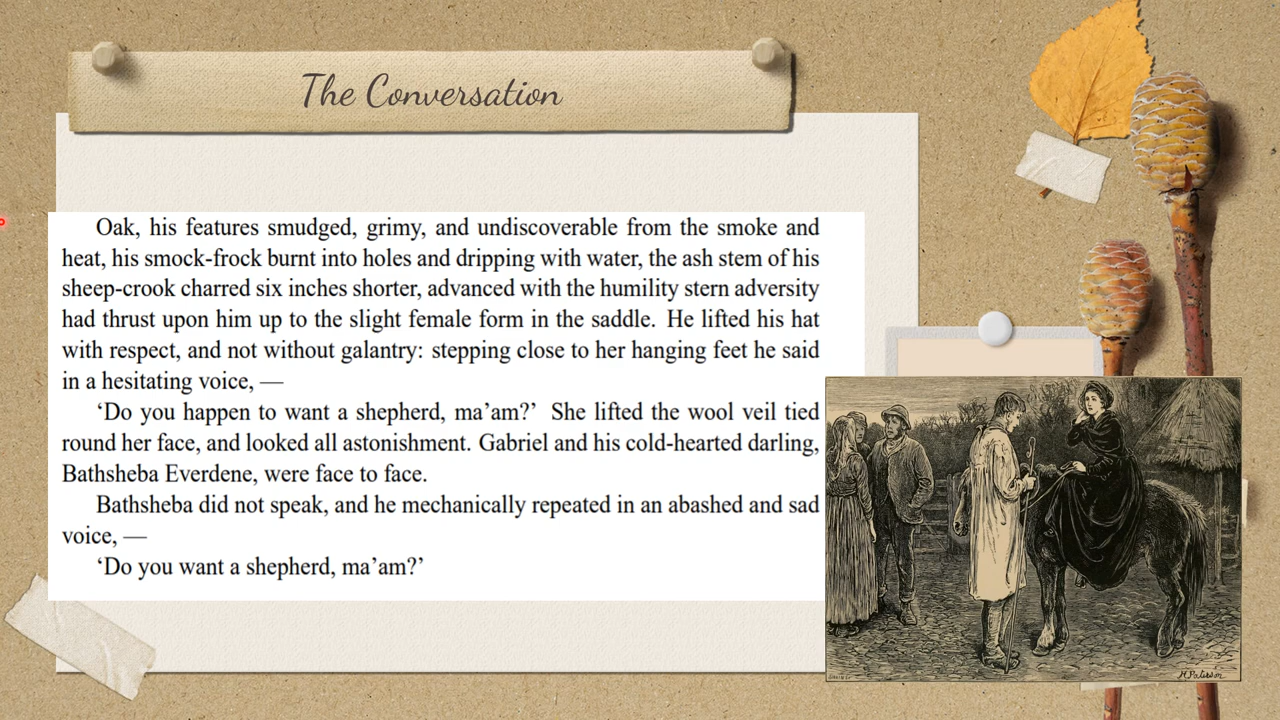 The Conversation
Oak, his features smudged, grimy, and undiscoverable from the smoke and
heat, his smock-frock burnt into holes and dripping with water, the ash stem of his
sheep-crook charred six inches shorter, advanced with the humility stern adversity
had thrust upon him up to the slight female form in the saddle. He lifted his hat
with respect, and not without galantry: stepping close to her hanging feet he said
in a hesitating voice, —
‘Do you happen to want a shepherd, ma’am?’ She lifted the wool veil tied
round her face, and looked all astonishment. Gabriel and his cold-hearted darling,
Bathsheba Everdene, were face to face.
Bathsheba did not speak, and he mechanically repeated in an abashed and sad
voice, —
‘Do you want a shepherd, ma’am?’
H. Paterson